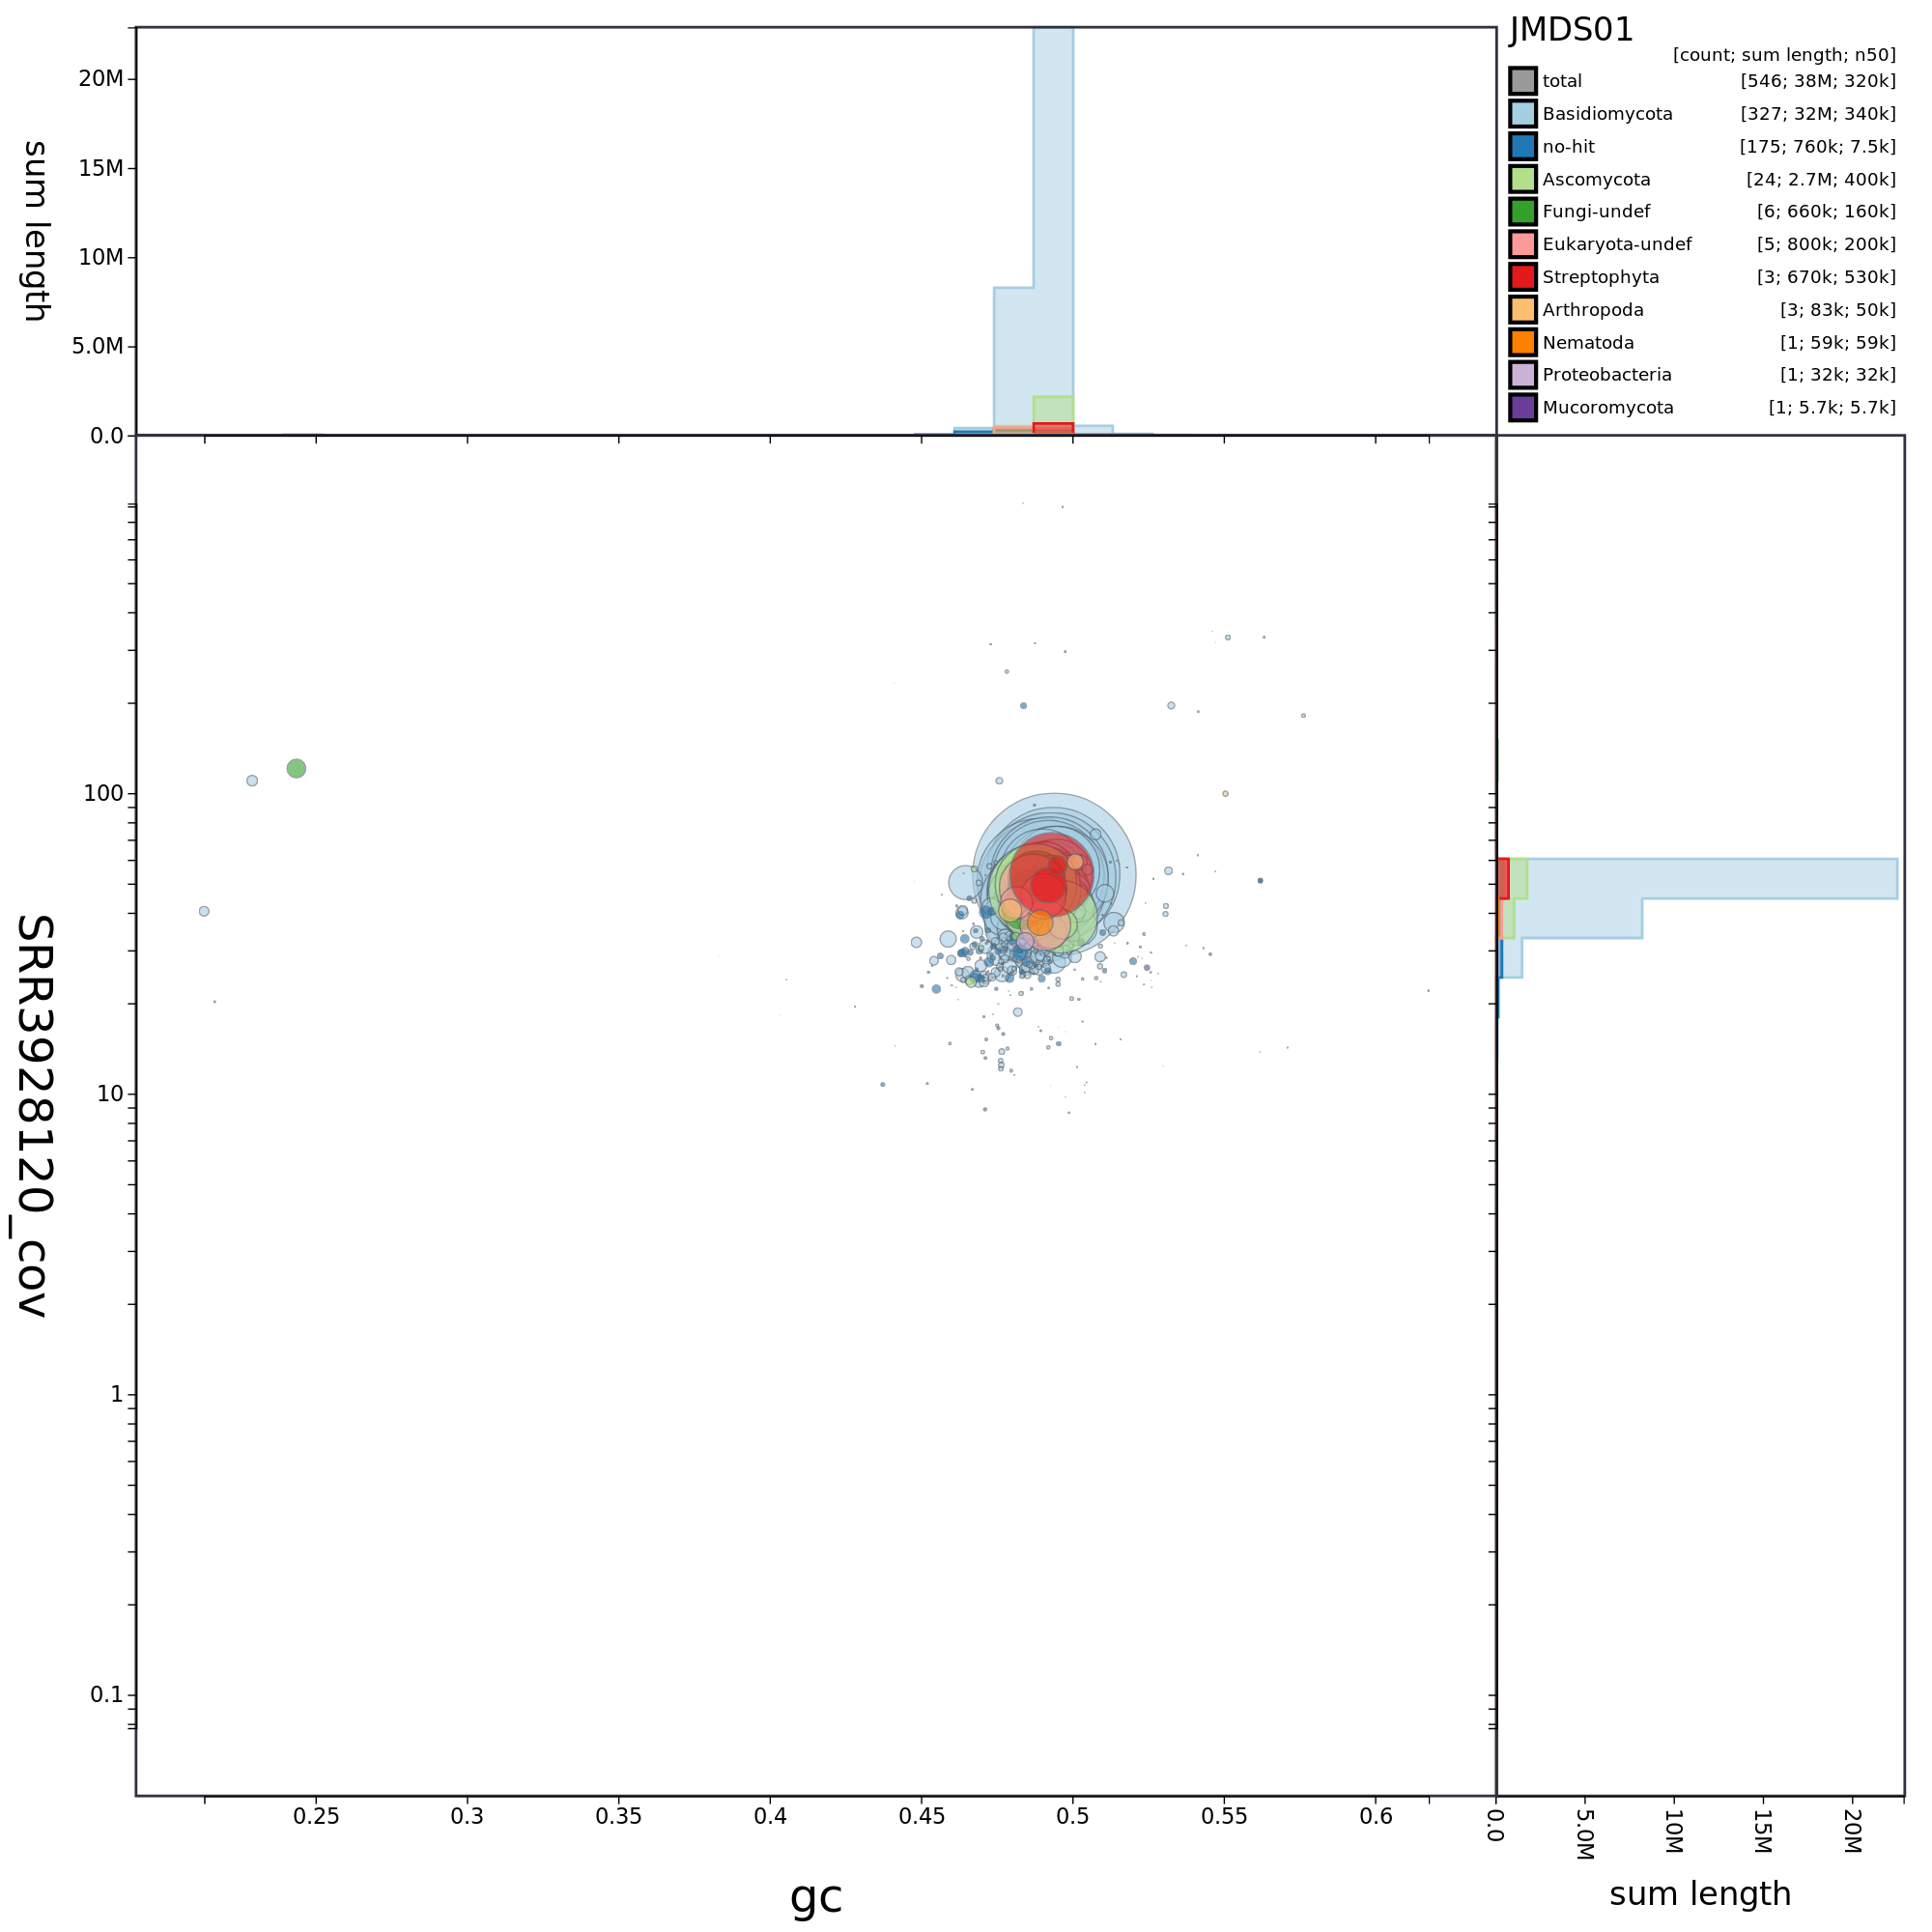 JMDS01
[count; sum length; n50]
total [546; 38M; 320k]
Basidiomycota [327; 32M; 340k]
no-hit [175; 760k; 7.5k]
Ascomycota [24; 2.7M; 400k]
Fungi-undef [6; 660k; 160k]
Eukaryota-undef [5; 800k; 200k]
Streptophyta [3; 670k; 530k]
Arthropoda [3; 83k; 50k]
Nematoda [1; 59k; 59k]
Proteobacteria [1; 32k; 32k]
Mucoromycota [1; 5.7k; 5.7k]
sum length
20M
15M
10M
5.0M
0.0
SRR3928120_cov
100
10
1
0.1
0.25 0.3 0.35 0.4 0.45 0.5 0.55 0.6
gc
0.0 5.0M 10M 15M 20M
sum length